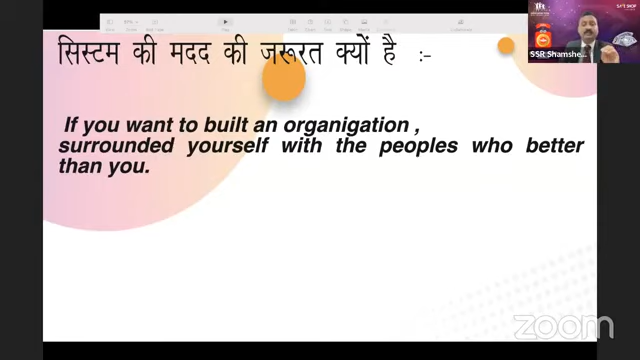 सिस्टम की मदद की जरूरत क्यों है :-
If you want to built an organigation ,
surrounded yourself with the peoples who better
than you.
SSR Shamshe...
zoom